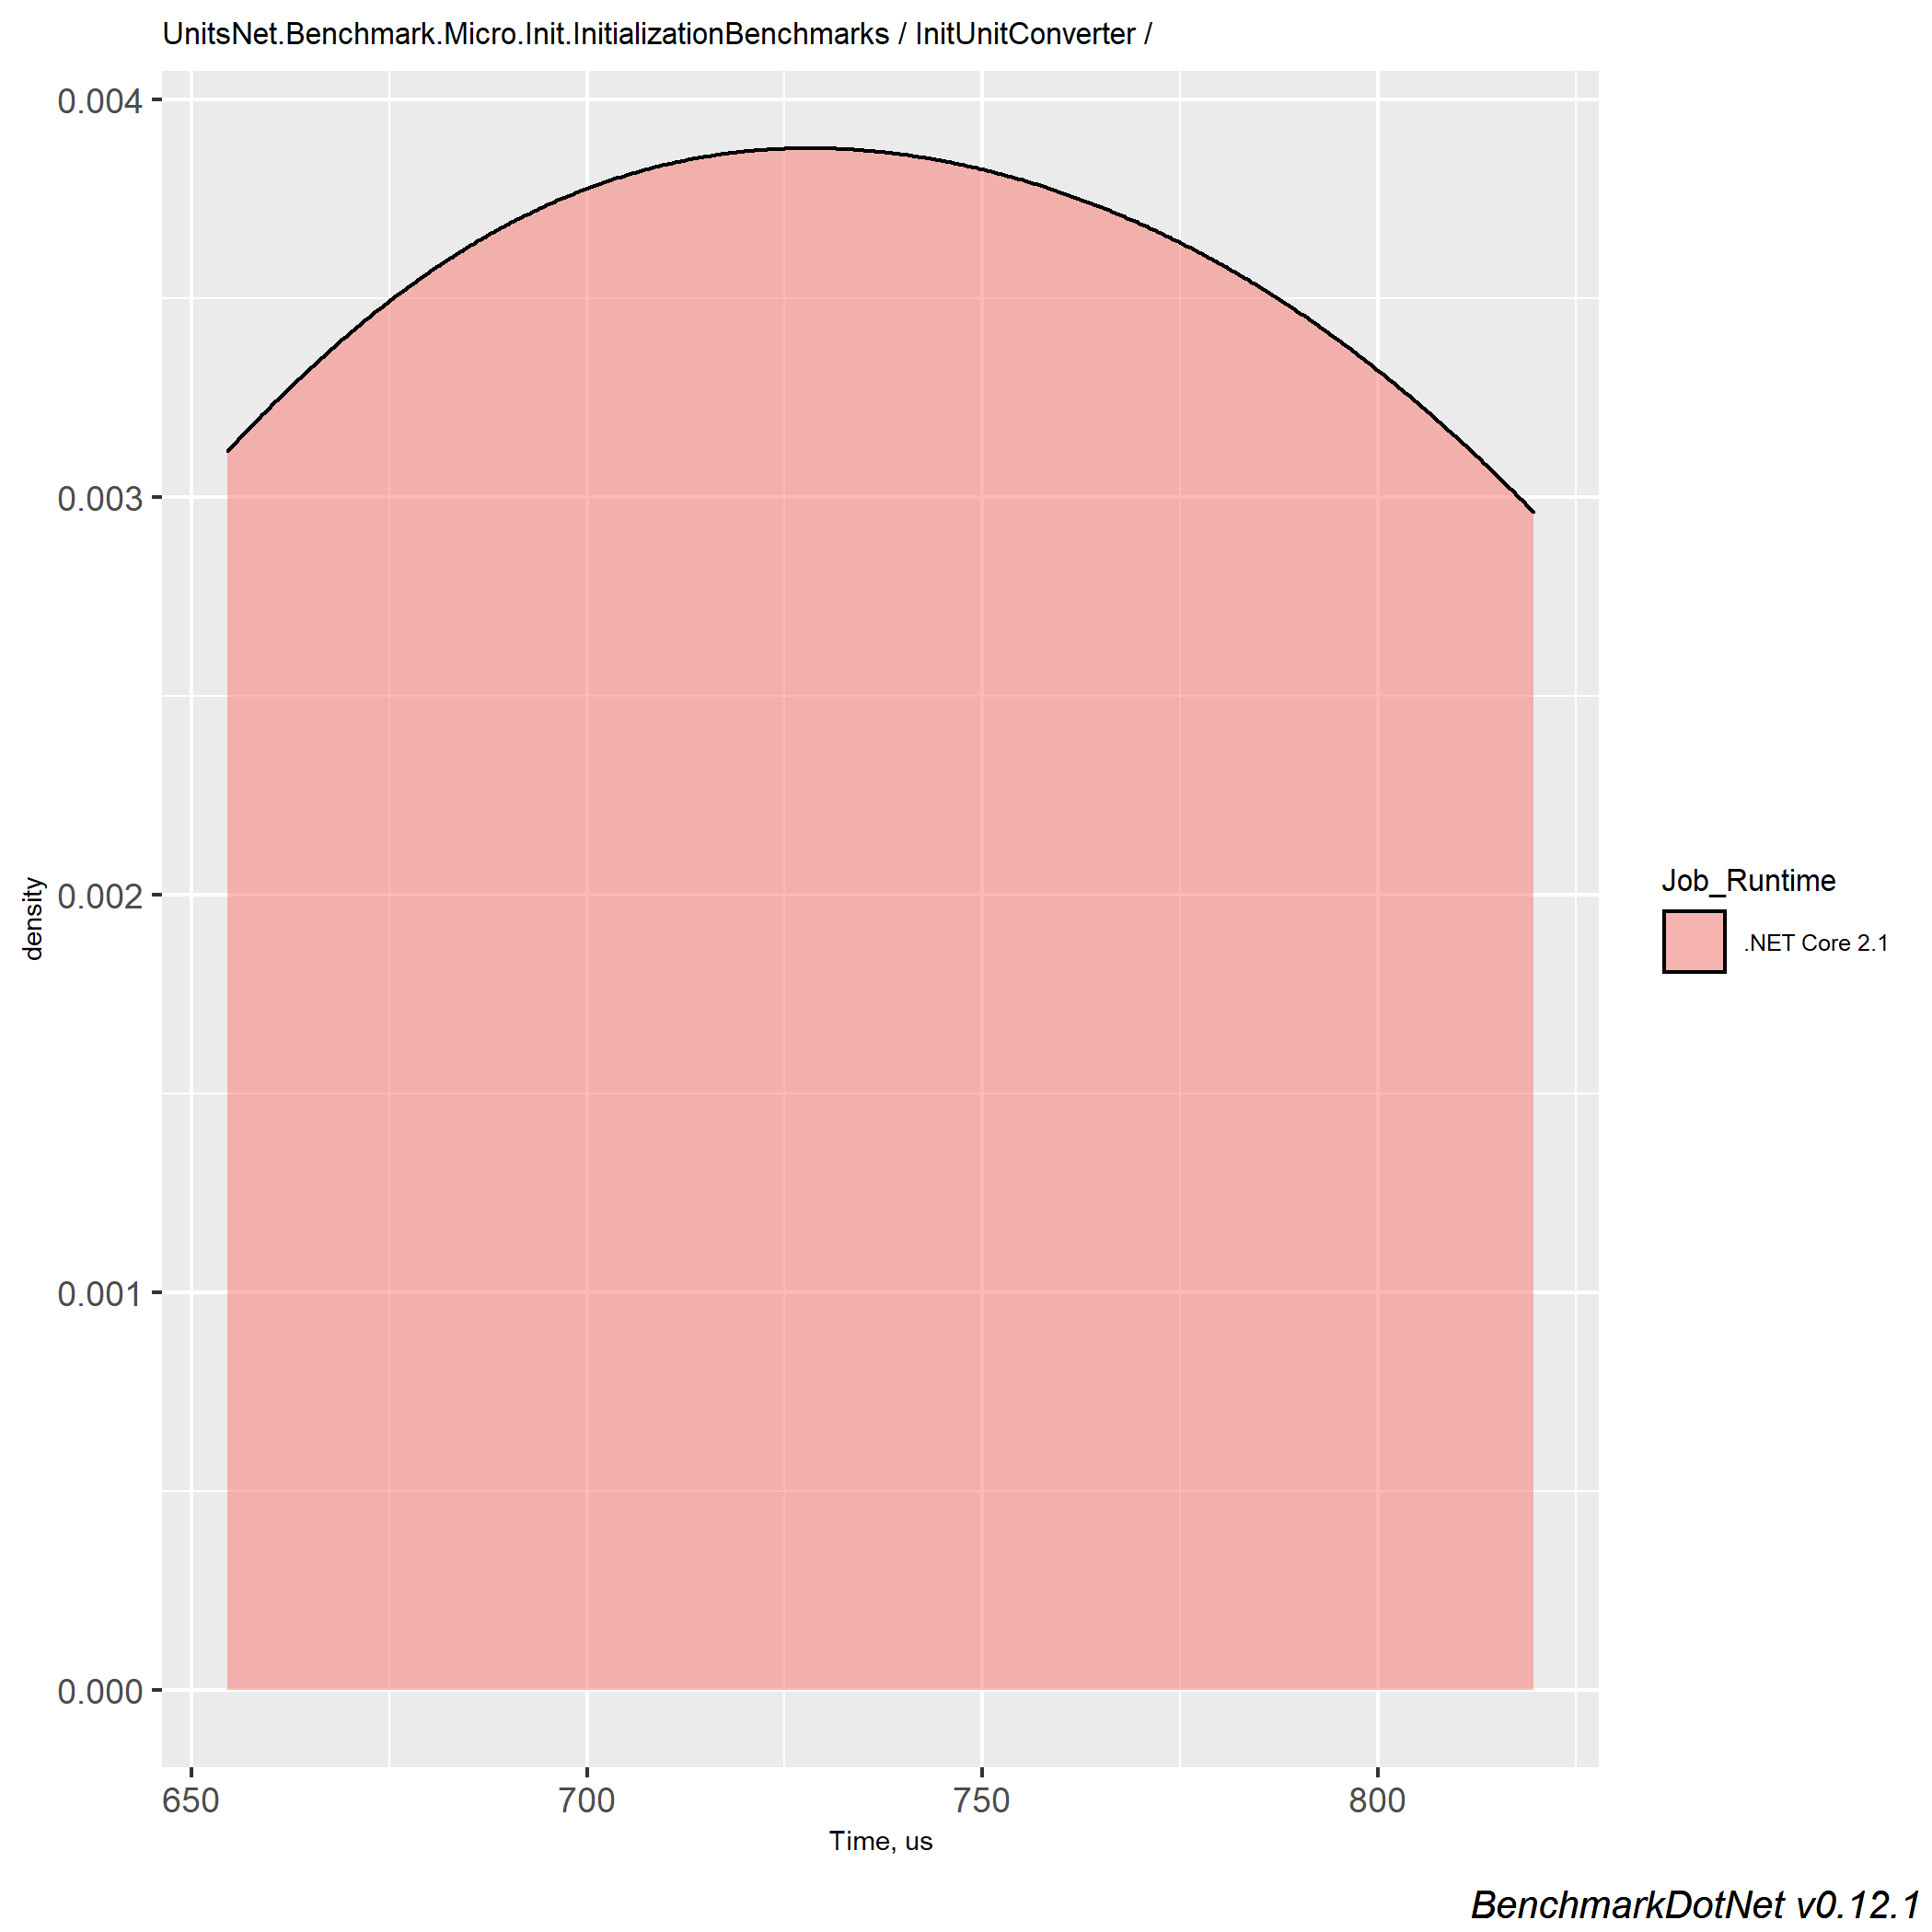 UnitsNet.Benchmark.Micro.Init.InitializationBenchmarks / InitUnitConverter /
0.004
0.003
0.002
0.001
0.000
density
650 700 750 800
Time, us
Job_Runtime
.NET Core 2.1
BenchmarkDotNet v0.12.1